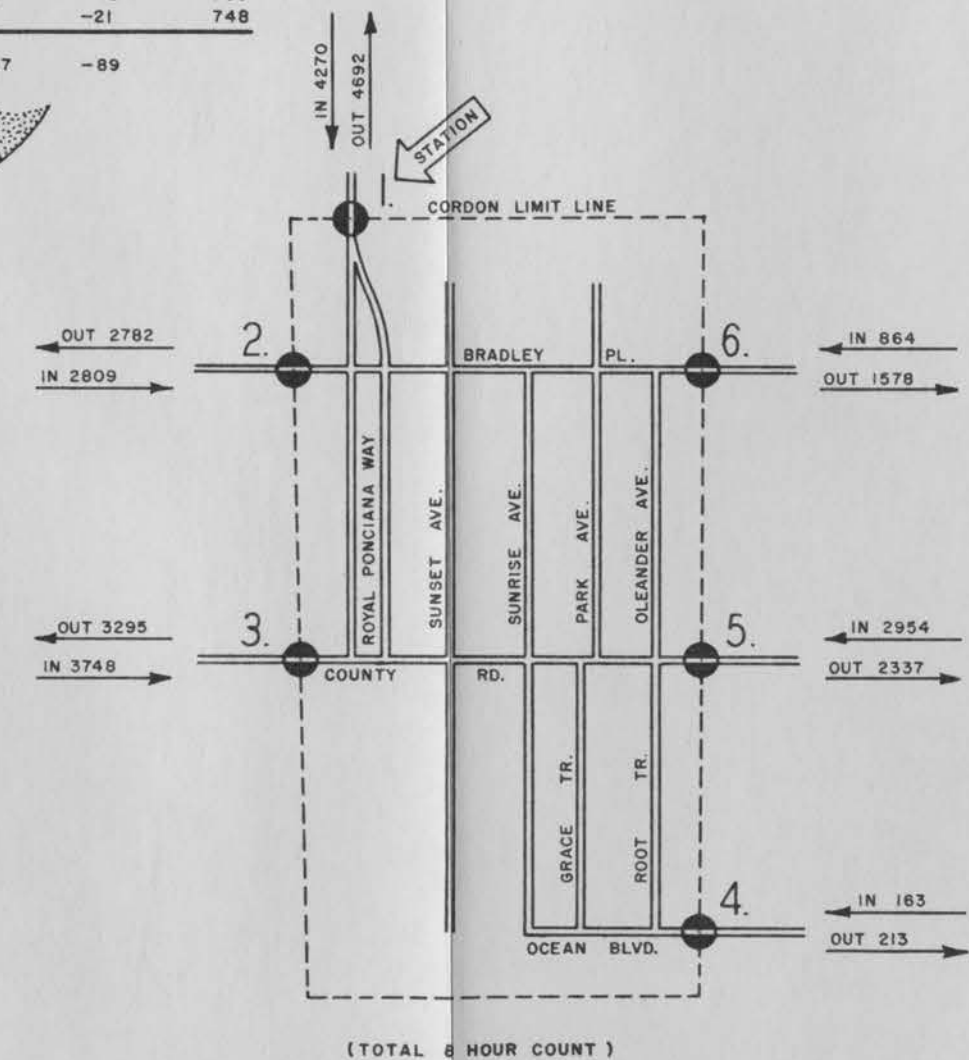 -21 748
7 -89
IN 4270
OUT 4692
STATION
1.
CORDON LIMIT LINE
OUT 2782
2.
BRADLEY PL.
6.
IN 864
IN 2809
OUT 1578
ROYAL PONCIANA WAY
SUNSET AVE.
SUNRISE AVE.
PARK AVE.
OLEANDER AVE.
OUT 3295
3.
5.
IN 2954
IN 3748
COUNTY RD.
OUT 2337
GRACE TR.
ROOT TR.
4.
IN 163
OCEAN BLVD.
OUT 213
(TOTAL 8 HOUR COUNT)